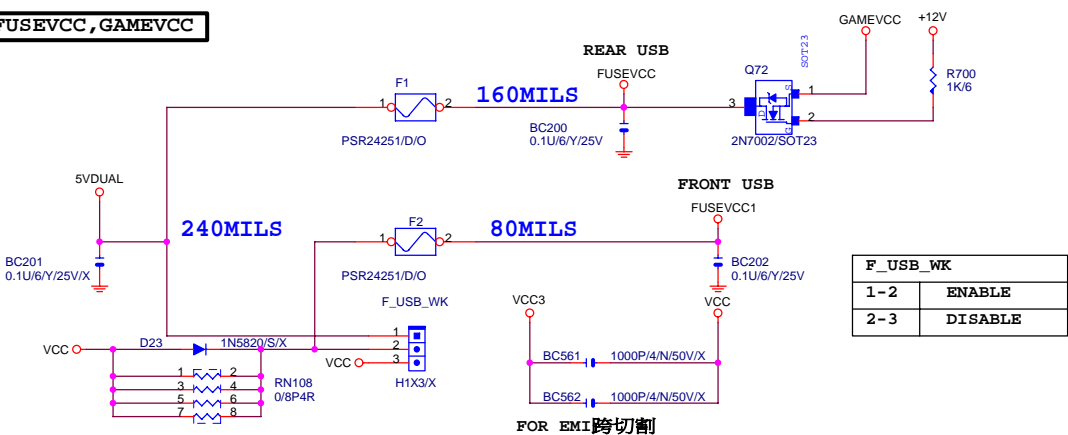 FUSEVCC,GAMEVCC
GAMEVCC
+12V
REAR USB
FUSEVCC
F1
1
2
160MILS
PSR24251/D/O
BC200
0.1U/6/Y/25V
Q72
SOT23
3
D
S
G
1
2
2N7002/SOT23
R700
1K/6
5VDUAL
240MILS
BC201
0.1U/6/Y/25V/X
FRONT USB
FUSEVCC1
F2
1
2
80MILS
PSR24251/D/O
BC202
0.1U/6/Y/25V
F_USB_WK
1
2
3
H1X3/X
VCC
VCC
D23
1N5820/S/X
1
2
3
4
5
6
7
8
RN108
0/8P4R
VCC3
VCC
BC561
1000P/4/N/50V/X
BC562
1000P/4/N/50V/X
FOR EMI跨切割
F_USB_WK
1-2 ENABLE
2-3 DISABLE